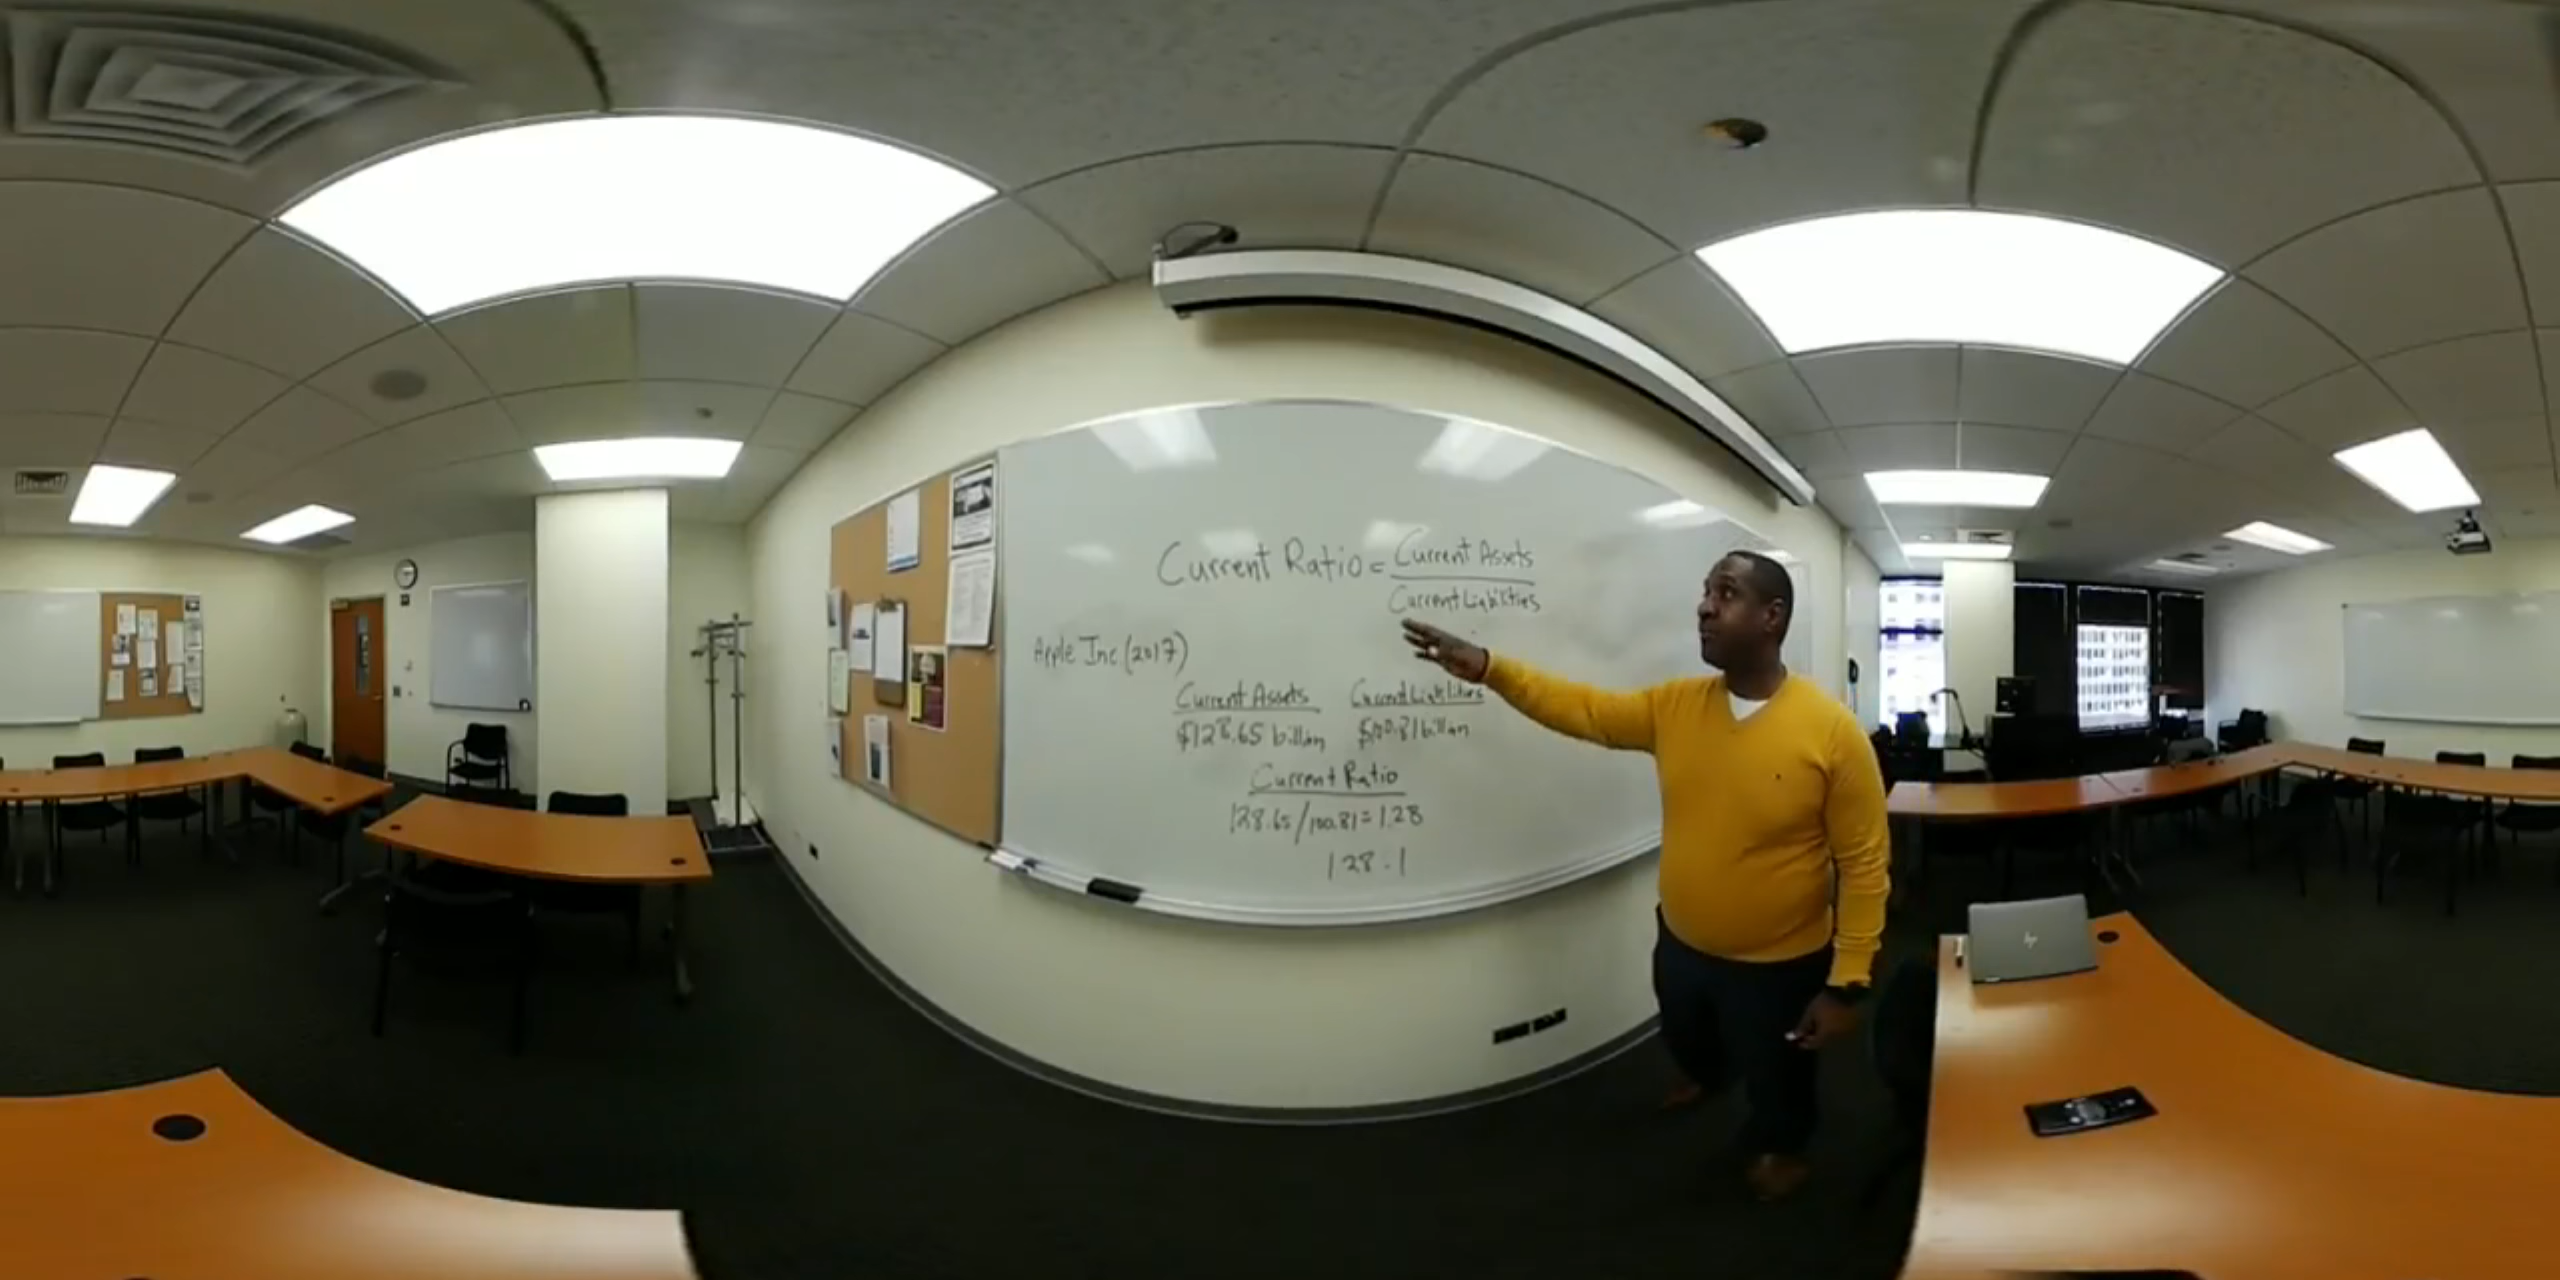 Current Ratio = Current Assets
Current Liabilities
Apple Inc (2017)
Current Assets Current Liabilities
$128.65 billion $100.81 billion
Current Ratio
128.65/100.81=1.28
1.28:1
hp